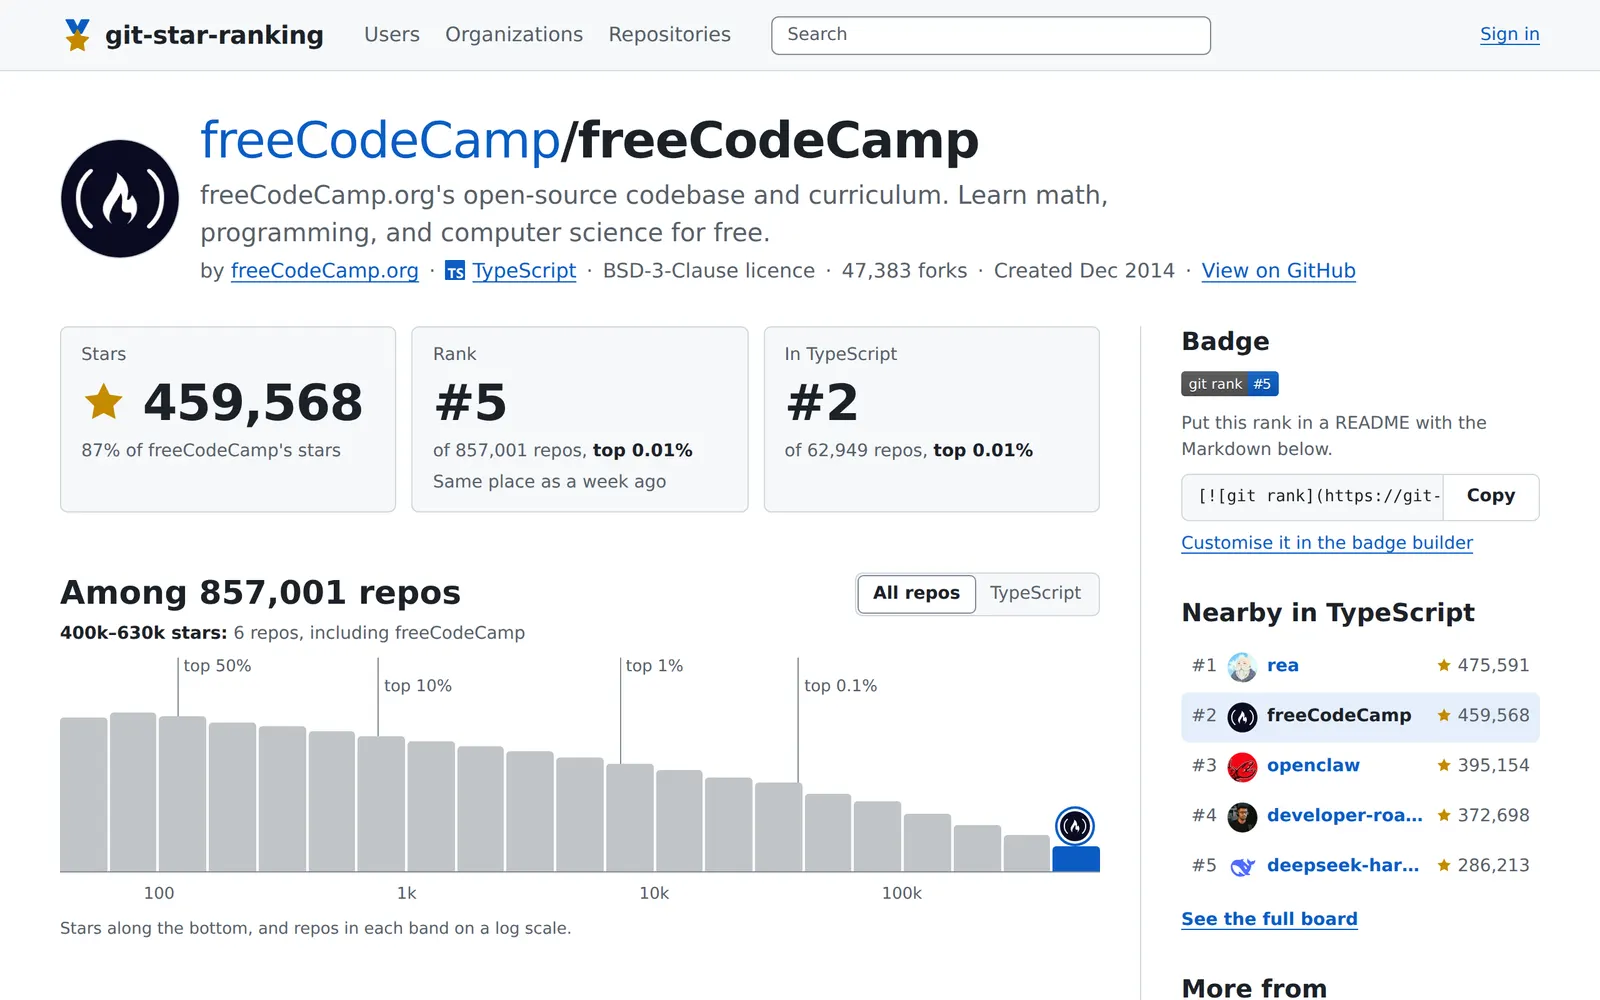 git-star-ranking
Users
Organizations
Repositories
Search
Sign in
freeCodeCamp/freeCodeCamp
freeCodeCamp.org's open-source codebase and curriculum. Learn math,
programming, and computer science for free.
by freeCodeCamp.org · TS TypeScript · BSD-3-Clause licence · 47,383 forks · Created Dec 2014 · View on GitHub
Stars
459,568
87% of freeCodeCamp's stars
Rank
#5
of 857,001 repos, top 0.01%
Same place as a week ago
In TypeScript
#2
of 62,949 repos, top 0.01%
Among 857,001 repos
All repos
TypeScript
400k–630k stars: 6 repos, including freeCodeCamp
top 50%
top 10%
top 1%
top 0.1%
100
1k
10k
100k
Stars along the bottom, and repos in each band on a log scale.
Badge
git rank #5
Put this rank in a README with the
Markdown below.
[![git rank](https://git-
Copy
Customise it in the badge builder
Nearby in TypeScript
#1 rea 475,591
#2 freeCodeCamp 459,568
#3 openclaw 395,154
#4 developer-roa... 372,698
#5 deepseek-har... 286,213
See the full board
More from